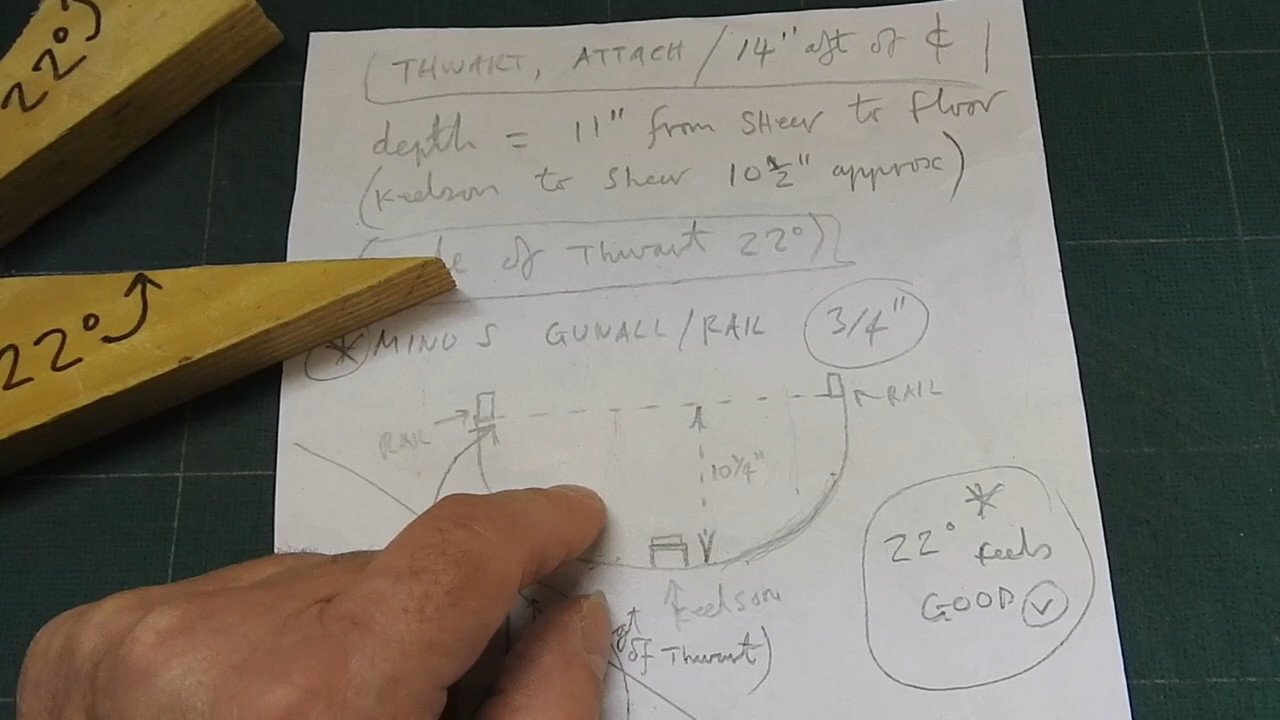 22°
22°
(THWART, ATTACH / 14" aft of ₵ |
depth = 11" from SHeer to Floor
(Keelson to Shear 10½" approx)
of Thwart 22°)
* MINUS GUNALL/RAIL 3/4"
RAIL
RAIL
10¼"
Keelson
of Thwart)
*
22° feels
GOOD ✓